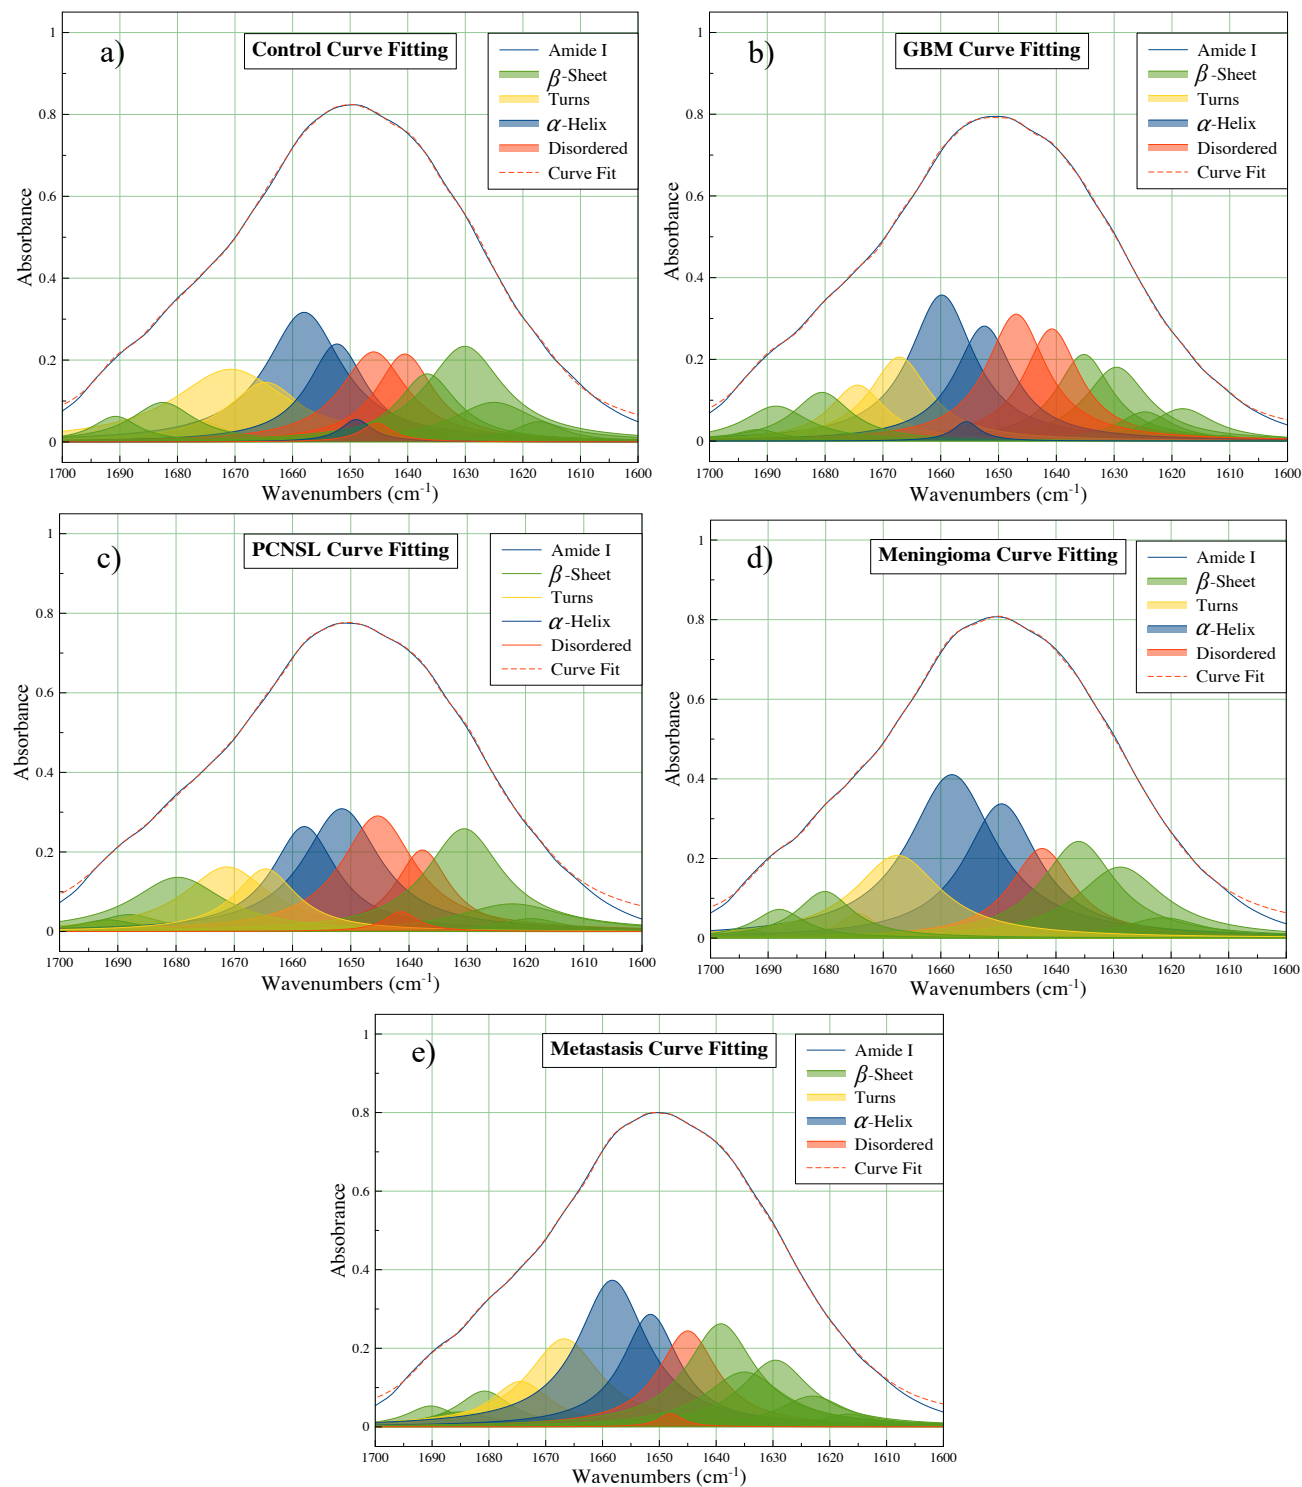 a)
Control Curve Fitting
Amide I
β-Sheet
Turns
α-Helix
Disordered
Curve Fit
Absorbance
1
0.8
0.6
0.4
0.2
0
1700 1690 1680 1670 1660 1650 1640 1630 1620 1610 1600
Wavenumbers (cm-1)
b)
GBM Curve Fitting
Amide I
β-Sheet
Turns
α-Helix
Disordered
Curve Fit
Absorbance
1
0.8
0.6
0.4
0.2
0
1700 1690 1680 1670 1660 1650 1640 1630 1620 1610 1600
Wavenumbers (cm-1)
c)
PCNSL Curve Fitting
Amide I
β-Sheet
Turns
α-Helix
Disordered
Curve Fit
Absorbance
1
0.8
0.6
0.4
0.2
0
1700 1690 1680 1670 1660 1650 1640 1630 1620 1610 1600
Wavenumbers (cm-1)
d)
Meningioma Curve Fitting
Amide I
β-Sheet
Turns
α-Helix
Disordered
Curve Fit
Absorbance
1
0.8
0.6
0.4
0.2
0
1700 1690 1680 1670 1660 1650 1640 1630 1620 1610 1600
Wavenumbers (cm-1)
e)
Metastasis Curve Fitting
Amide I
β-Sheet
Turns
α-Helix
Disordered
Curve Fit
Absobrance
1
0.8
0.6
0.4
0.2
0
1700 1690 1680 1670 1660 1650 1640 1630 1620 1610 1600
Wavenumbers (cm-1)